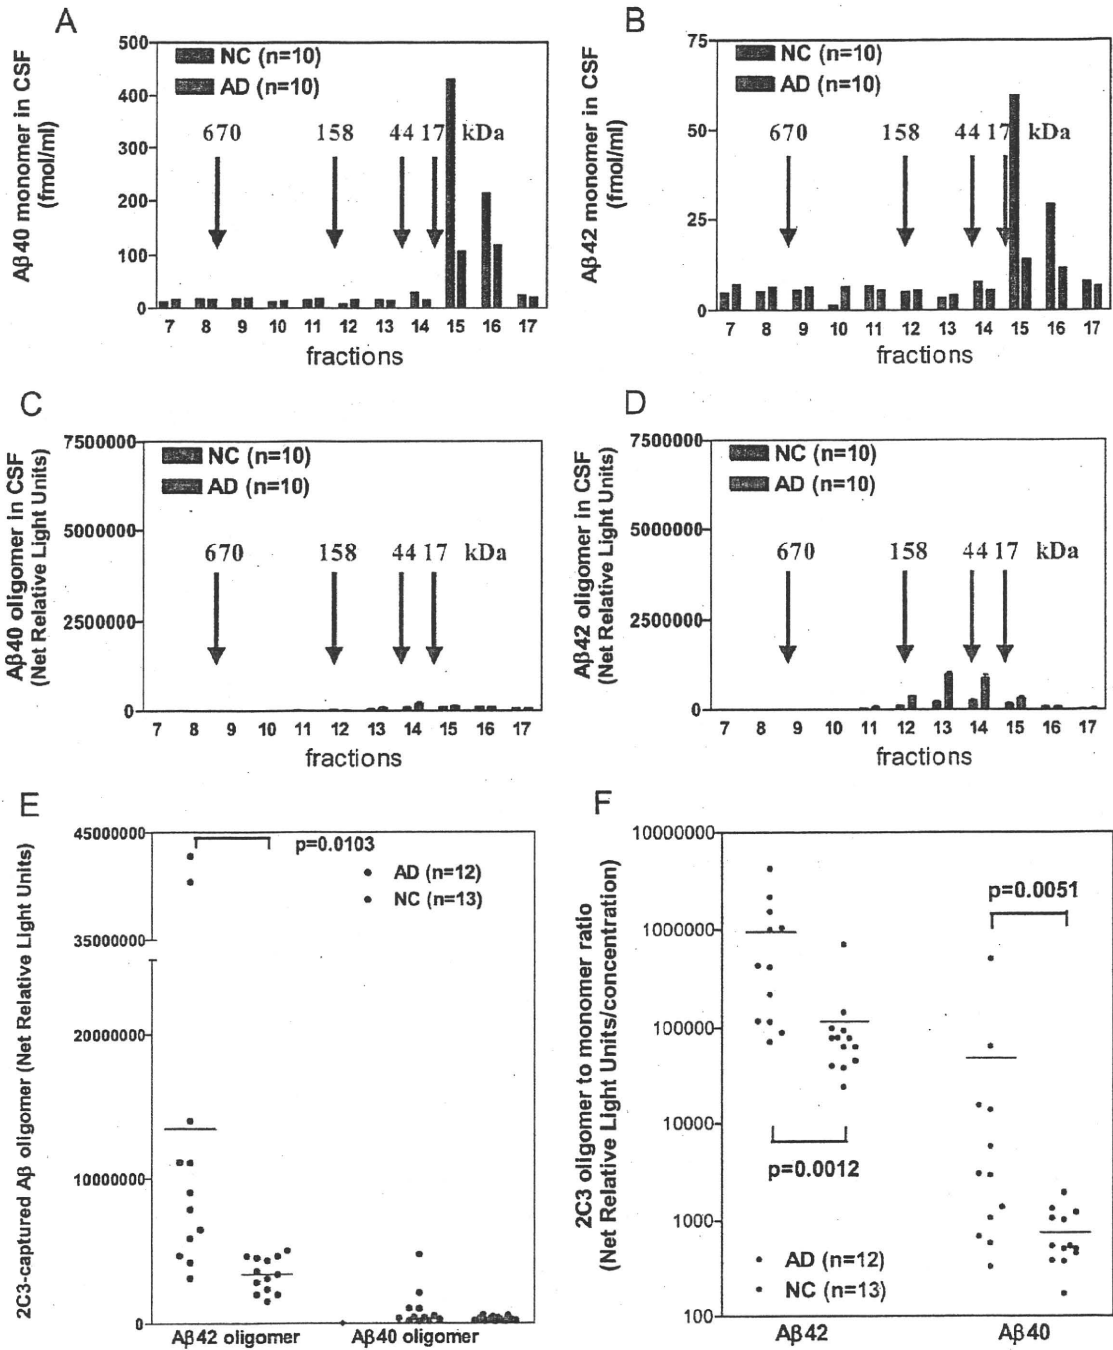 A
Aβ40 monomer in CSF
(fmol/ml)
500
400
300
200
100
0
NC (n=10)
AD (n=10)
670 158 44 17 kDa
7 8 9 10 11 12 13 14 15 16 17
fractions
B
Aβ42 monomer in CSF
(fmol/ml)
75
50
25
0
NC (n=10)
AD (n=10)
670 158 44 17 kDa
7 8 9 10 11 12 13 14 15 16 17
fractions
C
Aβ40 oligomer in CSF
(Net Relative Light Units)
7500000
5000000
2500000
0
NC (n=10)
AD (n=10)
670 158 44 17 kDa
7 8 9 10 11 12 13 14 15 16 17
fractions
D
Aβ42 oligomer in CSF
(Net Relative Light Units)
7500000
5000000
2500000
0
NC (n=10)
AD (n=10)
670 158 44 17 kDa
7 8 9 10 11 12 13 14 15 16 17
fractions
E
2C3-captured Aβ oligomer (Net Relative Light Units)
45000000
35000000
20000000
10000000
0
p=0.0103
AD (n=12)
NC (n=13)
Aβ42 oligomer Aβ40 oligomer
F
2C3 oligomer to monomer ratio
(Net Relative Light Units/concentration)
10000000
1000000
100000
10000
1000
100
p=0.0051
p=0.0012
AD (n=12)
NC (n=13)
Aβ42 Aβ40